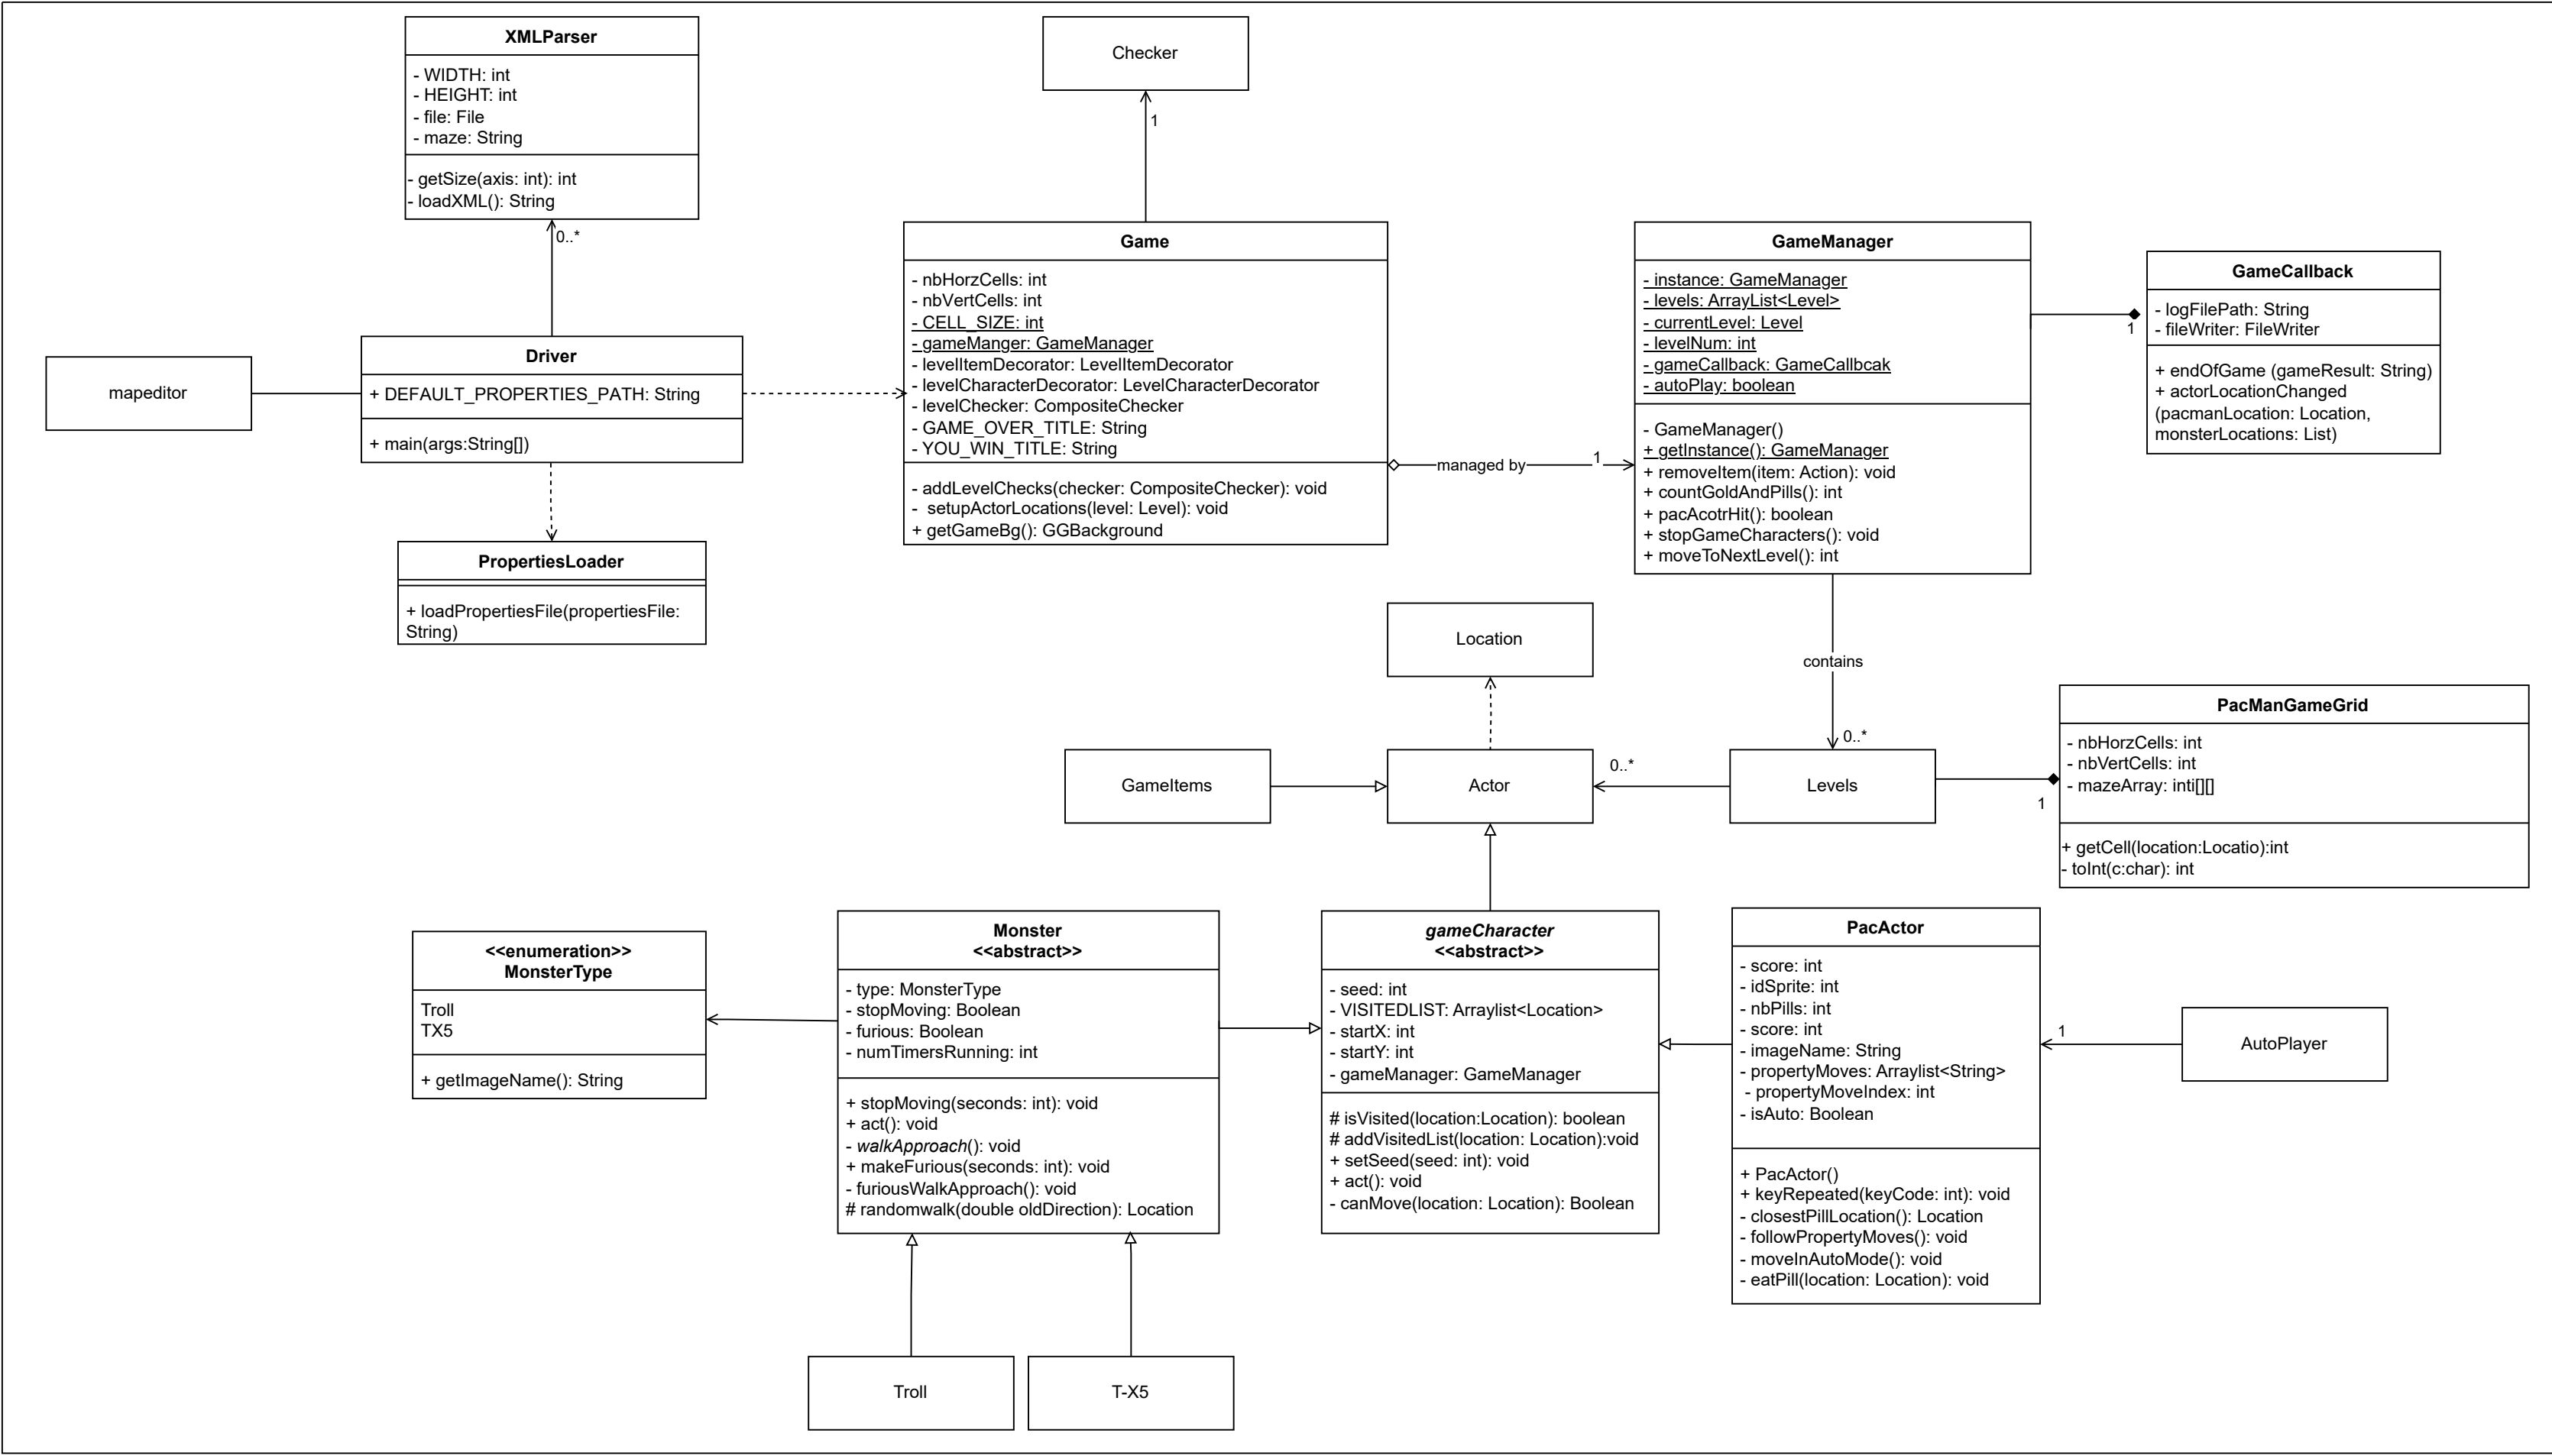 XMLParser
- WIDTH: int
- HEIGHT: int
- file: File
- maze: String
- getSize(axis: int): int
- loadXML(): String
0..*
Checker
1
mapeditor
Driver
+ DEFAULT_PROPERTIES_PATH: String
+ main(args:String[])
PropertiesLoader
+ loadPropertiesFile(propertiesFile:
String)
Game
- nbHorzCells: int
- nbVertCells: int
- CELL_SIZE: int
- gameManger: GameManager
- levelItemDecorator: LevelItemDecorator
- levelCharacterDecorator: LevelCharacterDecorator
- levelChecker: CompositeChecker
- GAME_OVER_TITLE: String
- YOU_WIN_TITLE: String
- addLevelChecks(checker: CompositeChecker): void
- setupActorLocations(level: Level): void
+ getGameBg(): GGBackground
managed by
1
GameManager
- instance: GameManager
- levels: ArrayList<Level>
- currentLevel: Level
- levelNum: int
- gameCallback: GameCallbcak
- autoPlay: boolean
- GameManager()
+ getInstance(): GameManager
+ removeItem(item: Action): void
+ countGoldAndPills(): int
+ pacAcotrHit(): boolean
+ stopGameCharacters(): void
+ moveToNextLevel(): int
1
GameCallback
- logFilePath: String
- fileWriter: FileWriter
+ endOfGame (gameResult: String)
+ actorLocationChanged
(pacmanLocation: Location,
monsterLocations: List)
Location
contains
0..*
GameItems
Actor
0..*
Levels
1
PacManGameGrid
- nbHorzCells: int
- nbVertCells: int
- mazeArray: inti[][]
+ getCell(location:Locatio):int
- toInt(c:char): int
<<enumeration>>
MonsterType
Troll
TX5
+ getImageName(): String
Monster
<<abstract>>
- type: MonsterType
- stopMoving: Boolean
- furious: Boolean
- numTimersRunning: int
+ stopMoving(seconds: int): void
+ act(): void
- walkApproach(): void
+ makeFurious(seconds: int): void
- furiousWalkApproach(): void
# randomwalk(double oldDirection): Location
gameCharacter
<<abstract>>
- seed: int
- VISITEDLIST: Arraylist<Location>
- startX: int
- startY: int
- gameManager: GameManager
# isVisited(location:Location): boolean
# addVisitedList(location: Location):void
+ setSeed(seed: int): void
+ act(): void
- canMove(location: Location): Boolean
PacActor
- score: int
- idSprite: int
- nbPills: int
- score: int
- imageName: String
- propertyMoves: Arraylist<String>
- propertyMoveIndex: int
- isAuto: Boolean
+ PacActor()
+ keyRepeated(keyCode: int): void
- closestPillLocation(): Location
- followPropertyMoves(): void
- moveInAutoMode(): void
- eatPill(location: Location): void
1
AutoPlayer
Troll
T-X5